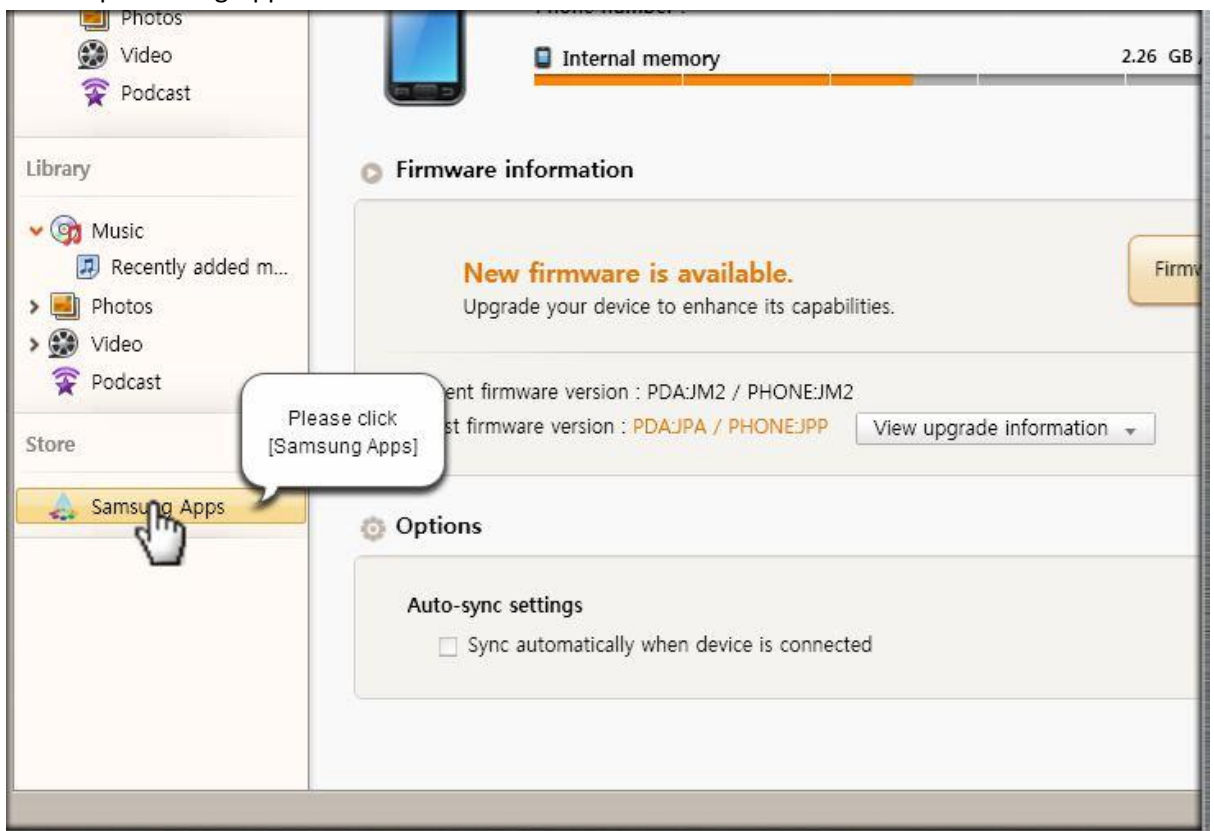 Photos
Video
Podcast
Library
Music
Recently added m...
Photos
Video
Podcast
Store
Samsung Apps
Please click
[Samsung Apps]
Internal memory 2.26 GB
Firmware information
New firmware is available.
Upgrade your device to enhance its capabilities.
ent firmware version : PDA:JM2 / PHONE:JM2
st firmware version : PDA:JPA / PHONE:JPP
View upgrade information
Options
Auto-sync settings
Sync automatically when device is connected